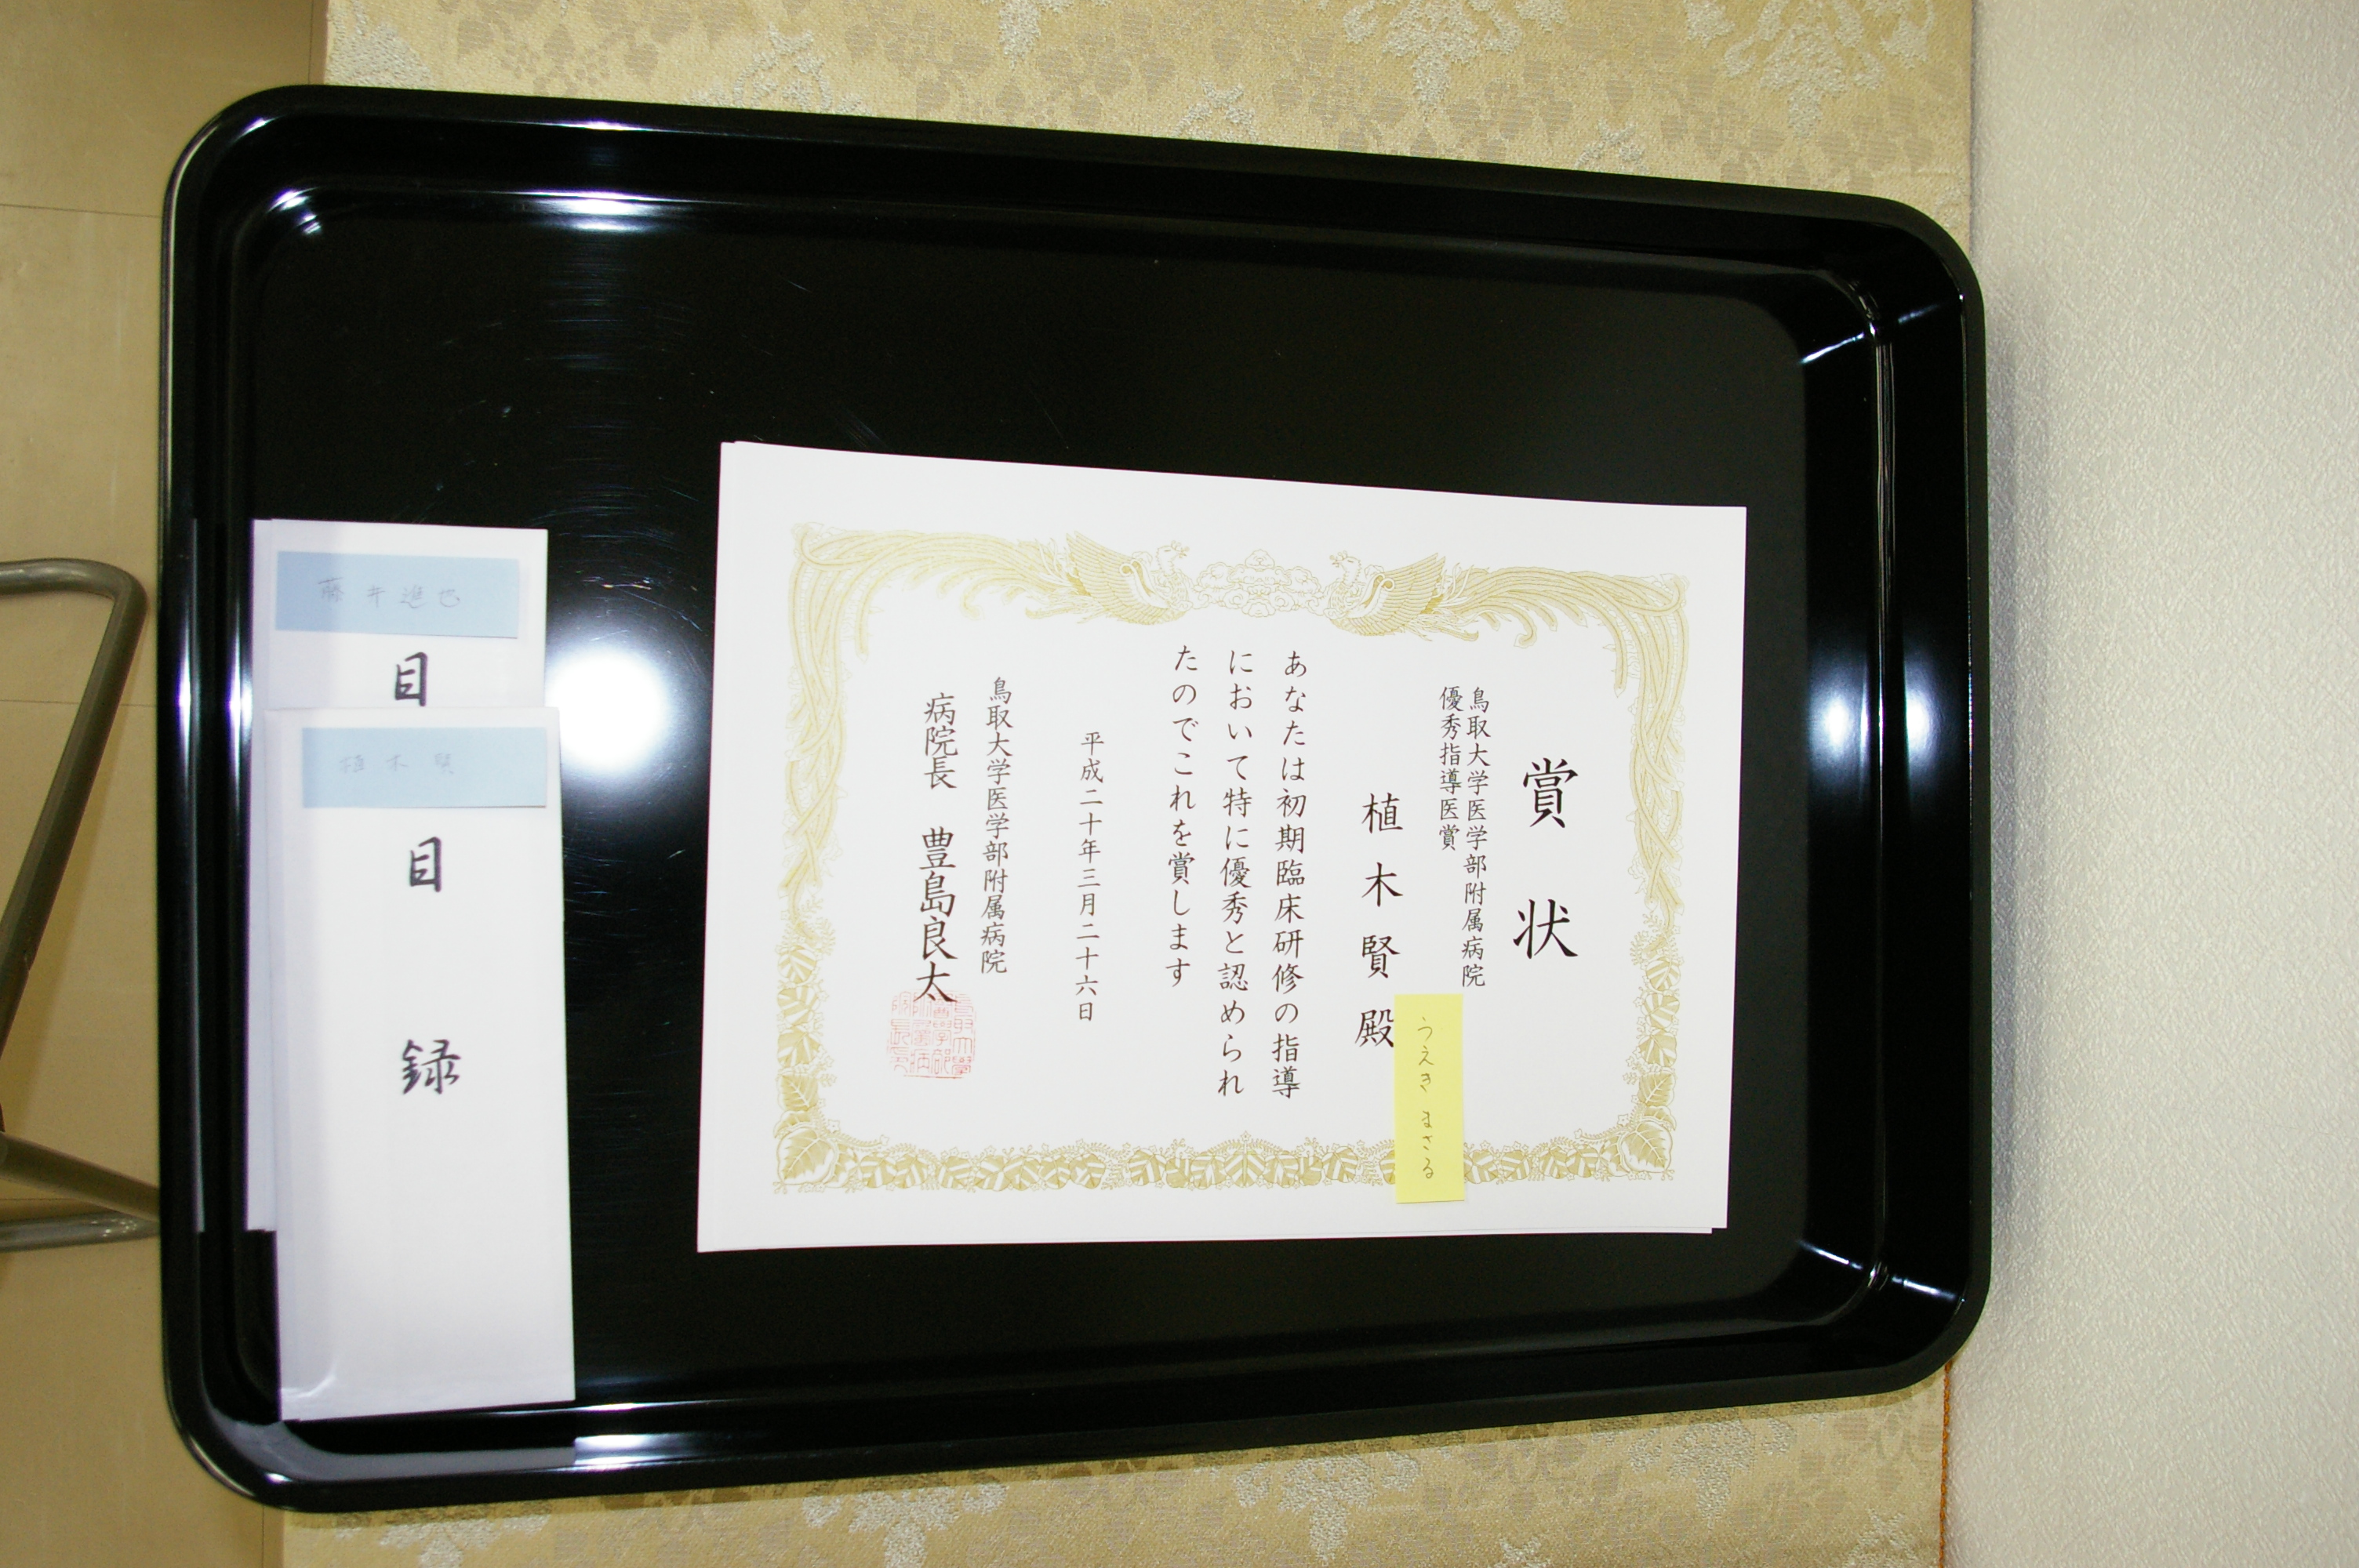 賞状
鳥取大学医学部附属病院
優秀指導医賞
植木賢殿
うえき まさる
あなたは初期臨床研修の指導
において特に優秀と認められ
たのでこれを賞します
平成二十年三月二十六日
鳥取大学医学部附属病院
病院長 豊島良太
藤井進也
目
植木賢
目録